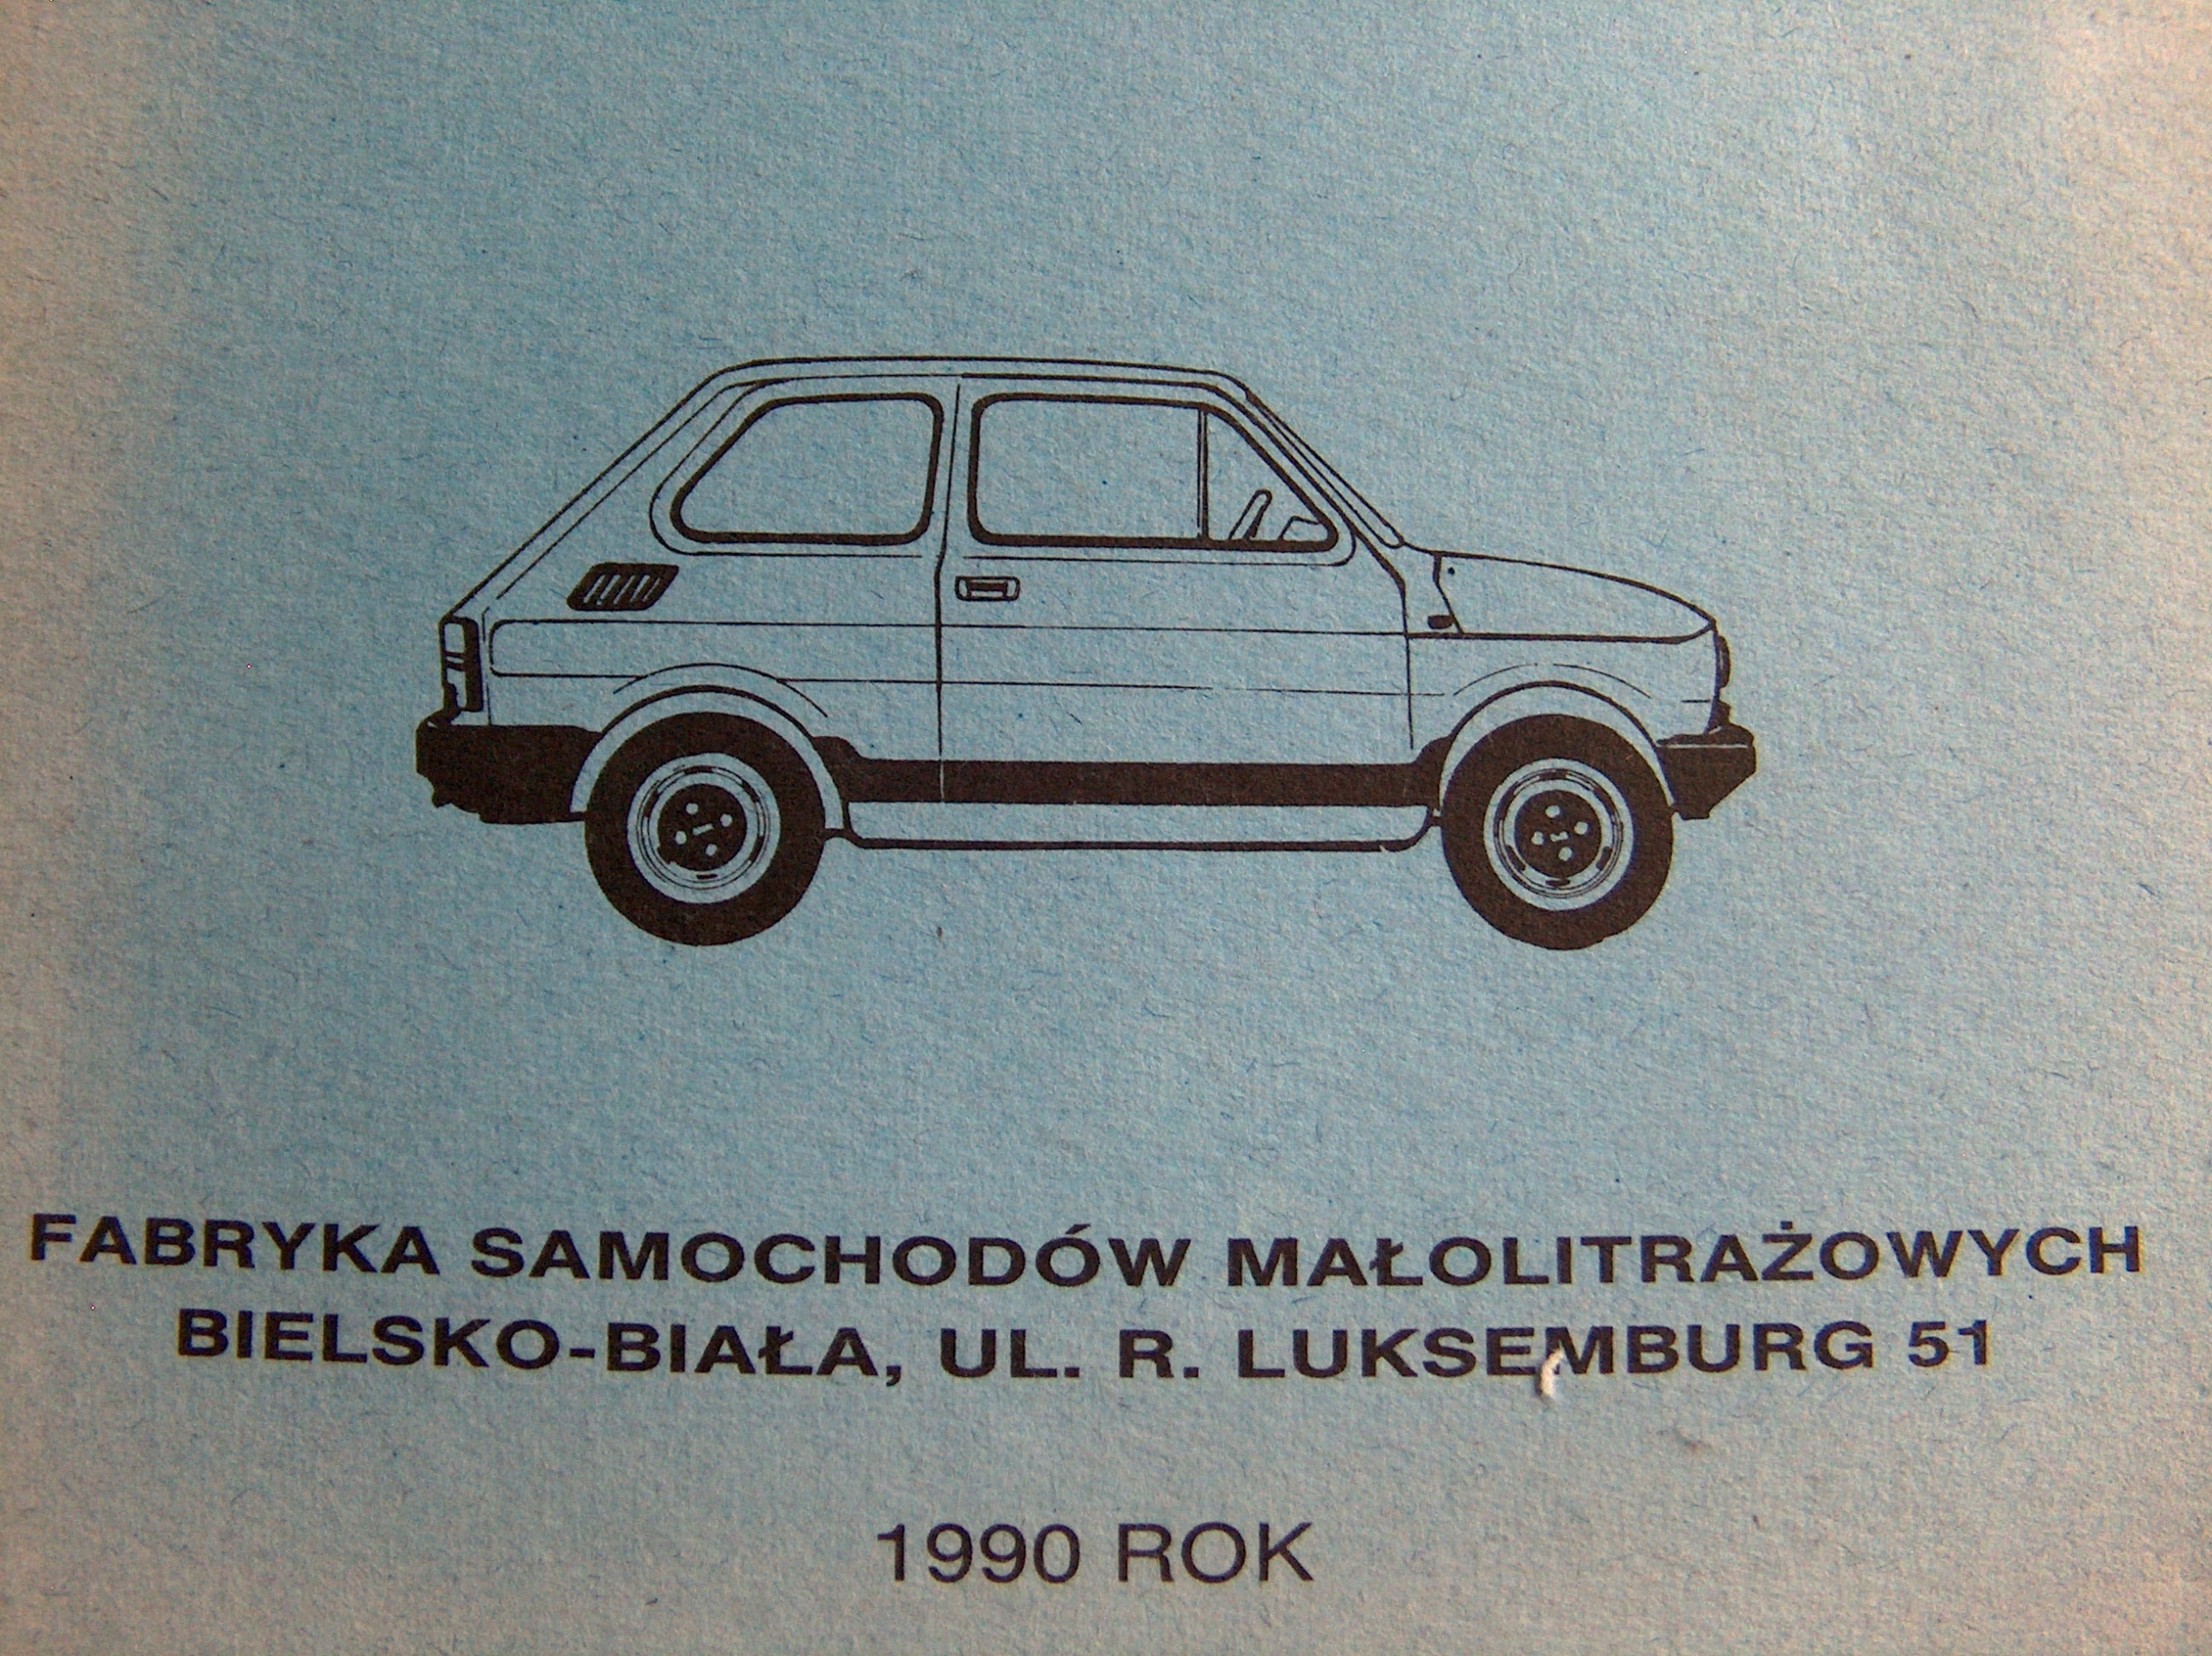 FABRYKA SAMOCHODÓW MAŁOLITRAŻOWYCH
BIELSKO-BIAŁA, UL. R. LUKSEMBURG 51
1990 ROK